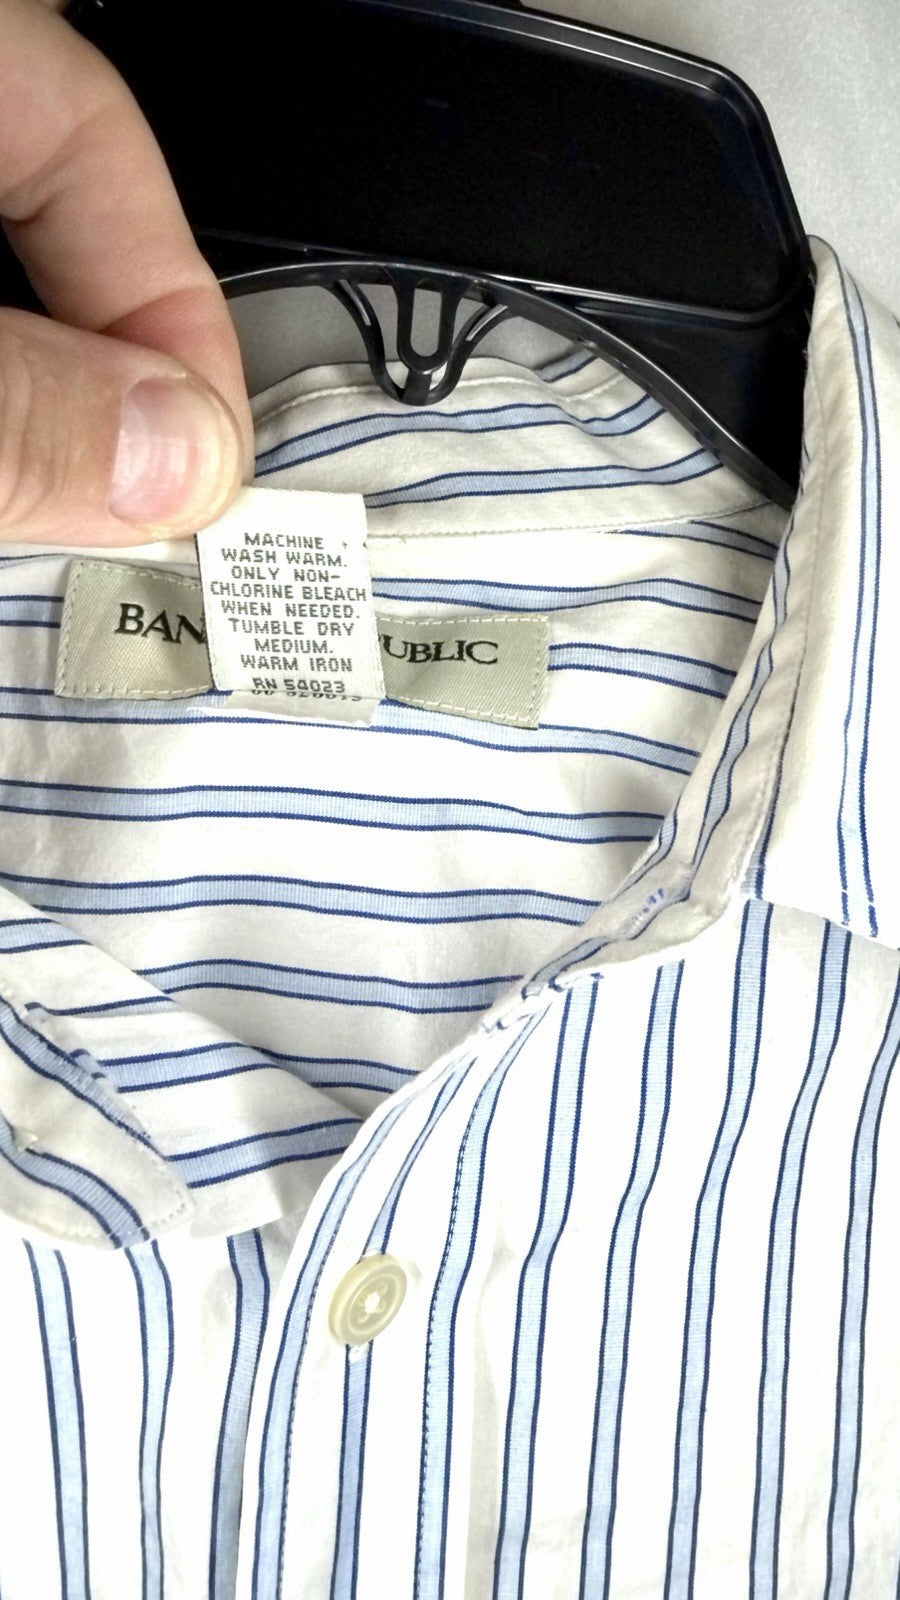 MACHINE
WASH WARM.
ONLY NON-
CHLORINE BLEACH
WHEN NEEDED.
TUMBLE DRY
MEDIUM.
WARM IRON
RN 54023
BAN UBLIC